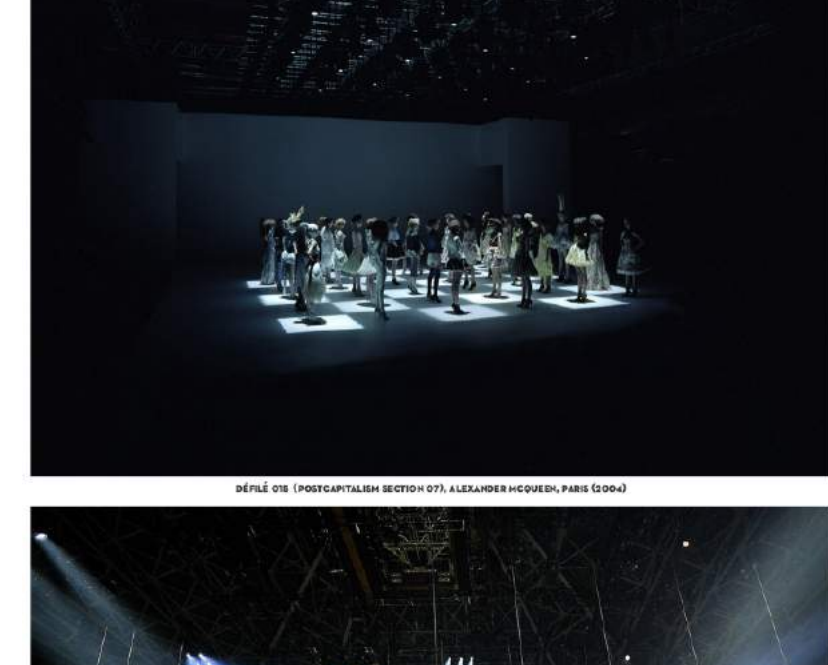 DÉFILÉ 015 (POSTCAPITALISM SECTION 07), ALEXANDER MCQUEEN, PARIS (2004)